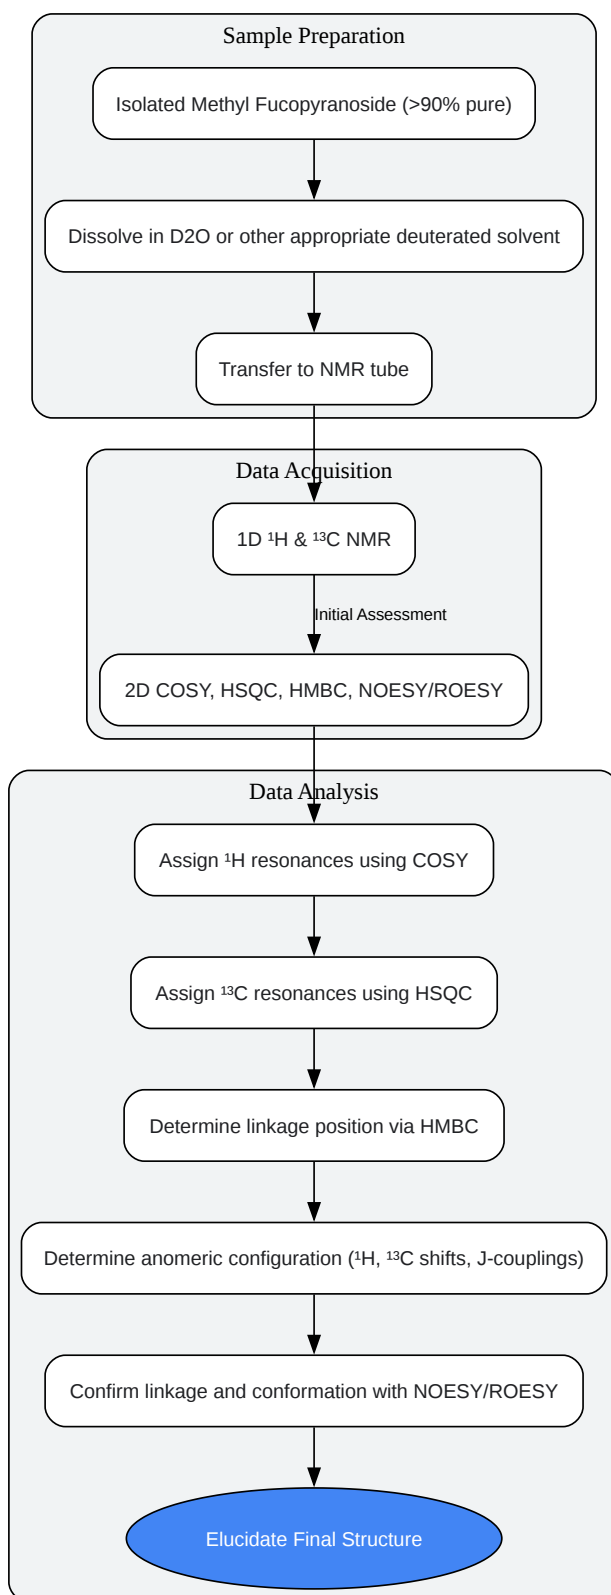 Sample Preparation
Isolated Methyl Fucopyranoside (>90% pure)
Dissolve in D2O or other appropriate deuterated solvent
Transfer to NMR tube
Data Acquisition
1D ¹H & ¹³C NMR
Initial Assessment
2D COSY, HSQC, HMBC, NOESY/ROESY
Data Analysis
Assign ¹H resonances using COSY
Assign ¹³C resonances using HSQC
Determine linkage position via HMBC
Determine anomeric configuration (¹H, ¹³C shifts, J-couplings)
Confirm linkage and conformation with NOESY/ROESY
Elucidate Final Structure